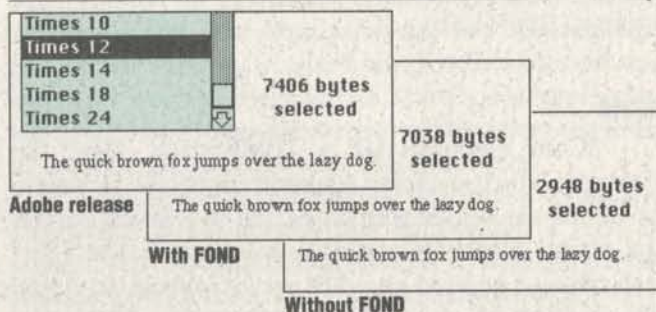 Times 10
Times 12
Times 14
Times 18
Times 24
7406 bytes
selected
The quick brown fox jumps over the lazy dog.
Adobe release
7038 bytes
selected
The quick brown fox jumps over the lazy dog.
With FOND
2948 bytes
selected
The quick brown fox jumps over the lazy dog.
Without FOND